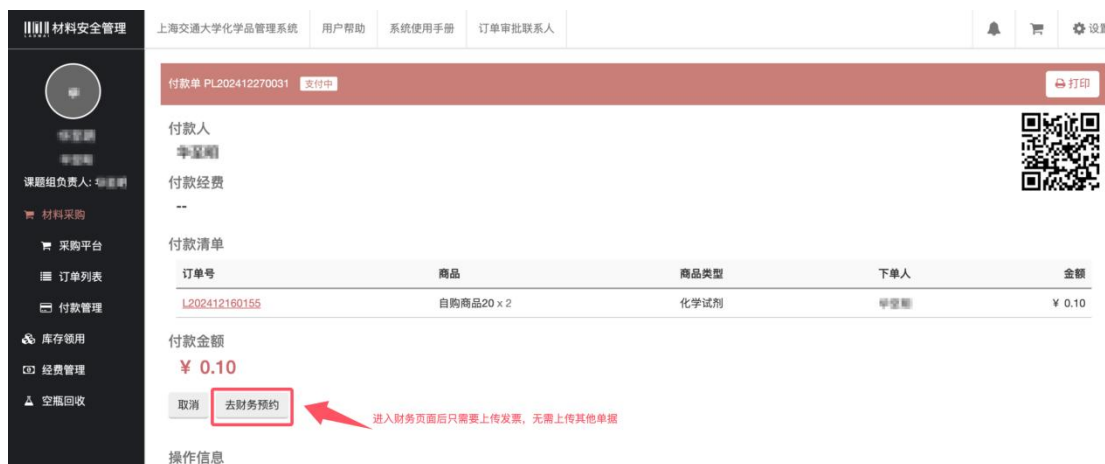 材料安全管理
上海交通大学化学品管理系统 用户帮助 系统使用手册 订单审批联系人
设置
付款单 PL202412270031 支付中
打印
付款人
付款经费
--
课题组负责人:
材料采购
采购平台
订单列表
付款管理
库存领用
经费管理
空瓶回收
付款清单
订单号 商品 商品类型 下单人 金额
L202412160155 自购商品20 x 2 化学试剂 ¥ 0.10
付款金额
¥ 0.10
取消 去财务预约
进入财务页面后只需要上传发票，无需上传其他单据
操作信息